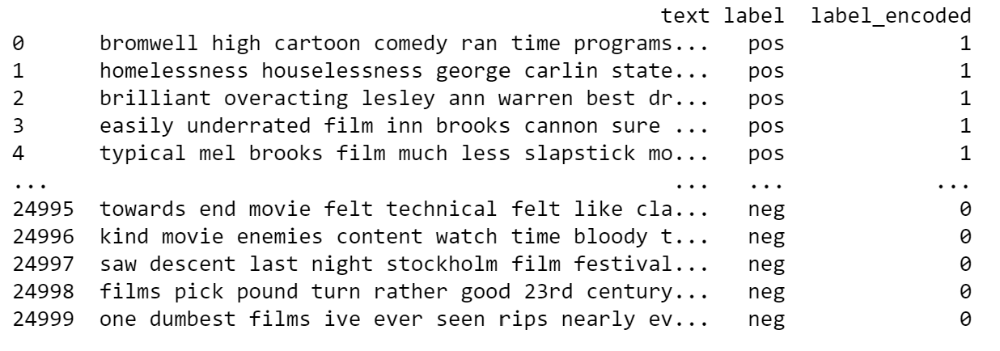 text label label_encoded
0 bromwell high cartoon comedy ran time programs... pos 1
1 homelessness houselessness george carlin state... pos 1
2 brilliant overacting lesley ann warren best dr... pos 1
3 easily underrated film inn brooks cannon sure ... pos 1
4 typical mel brooks film much less slapstick mo... pos 1
... ... ... ...
24995 towards end movie felt technical felt like cla... neg 0
24996 kind movie enemies content watch time bloody t... neg 0
24997 saw descent last night stockholm film festival... neg 0
24998 films pick pound turn rather good 23rd century... neg 0
24999 one dumbest films ive ever seen rips nearly ev... neg 0